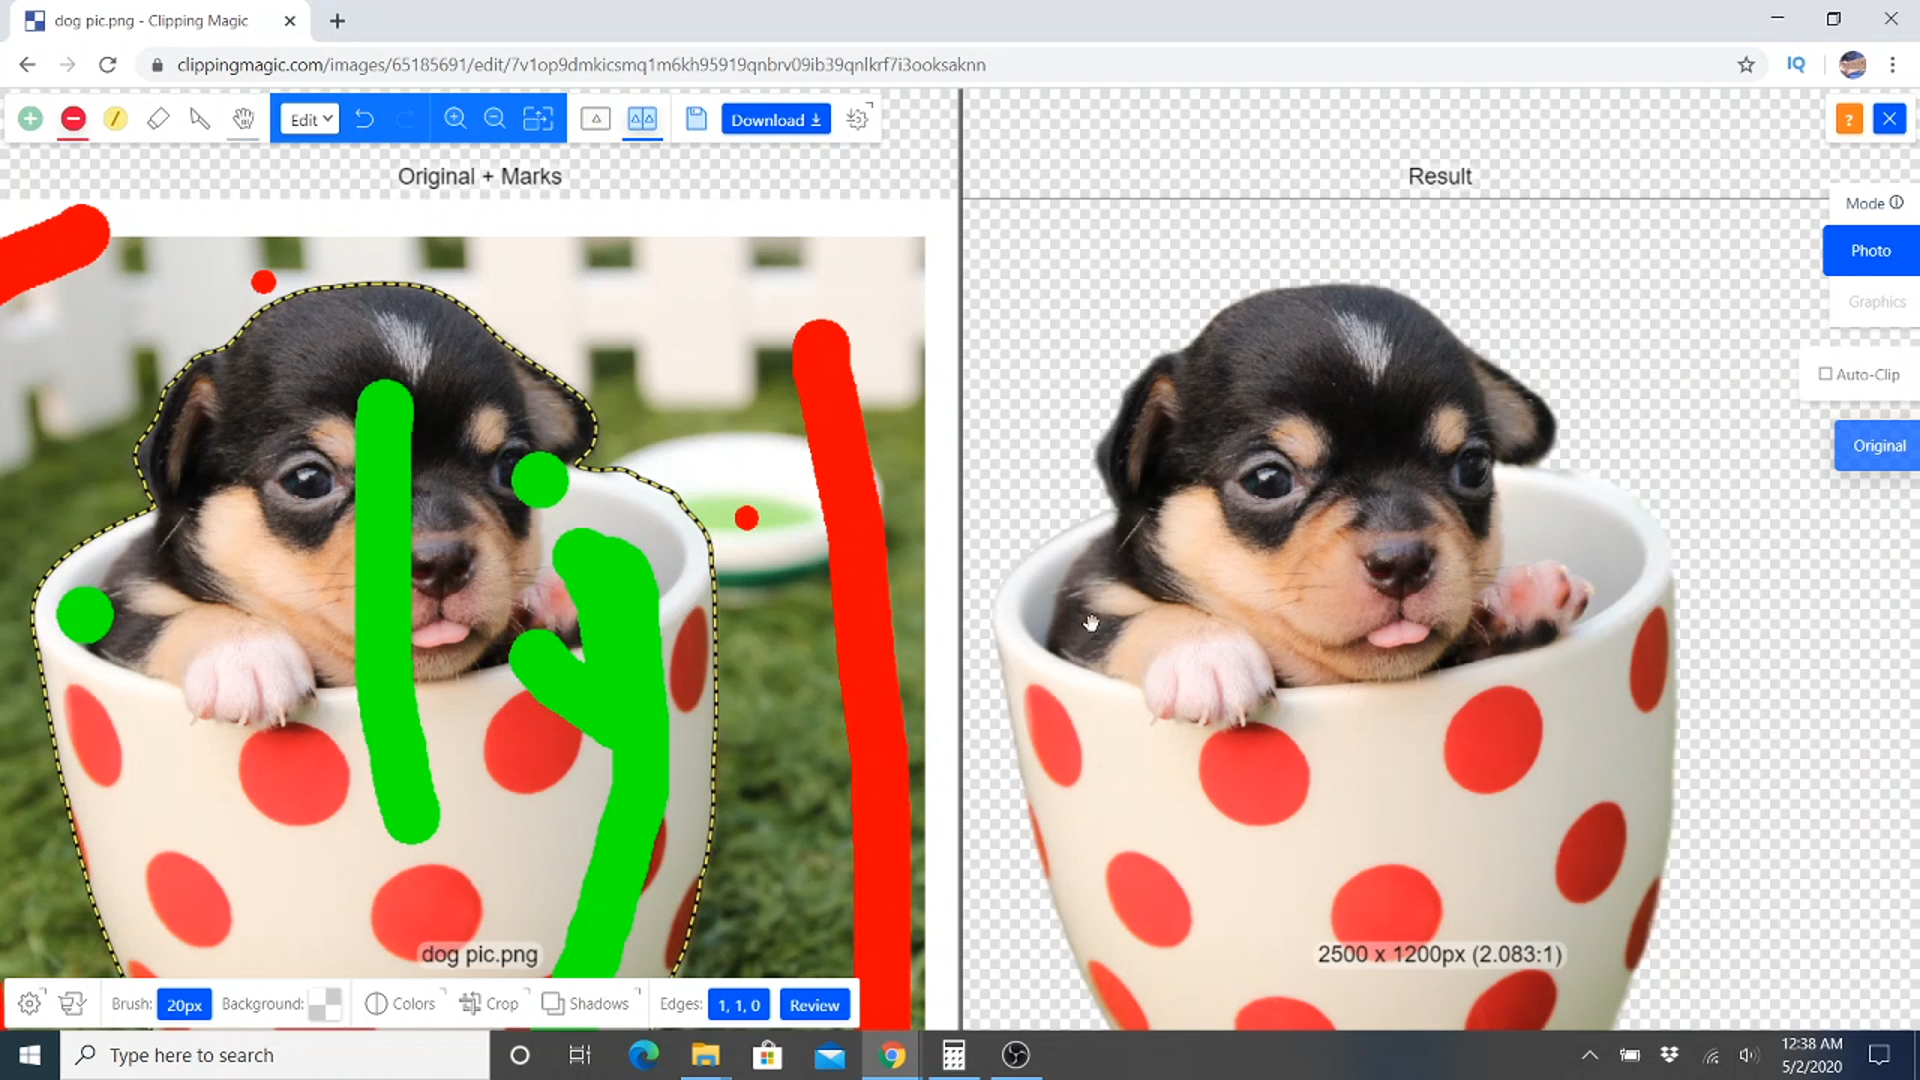 dog pic.png - Clipping Magic
clippingmagic.com/images/65185691/edit/7v1op9dmkicsmq1m6kh95919qnbrv09ib39qnlkrf7i3ooksaknn
IQ
Edit
Download
?
Original + Marks
Result
Mode
Photo
Graphics
Auto-Clip
Original
dog pic.png
2500 x 1200px (2.083:1)
Brush: 20px Background: Colors Crop Shadows Edges: 1, 1, 0 Review
Type here to search
12:38 AM
5/2/2020